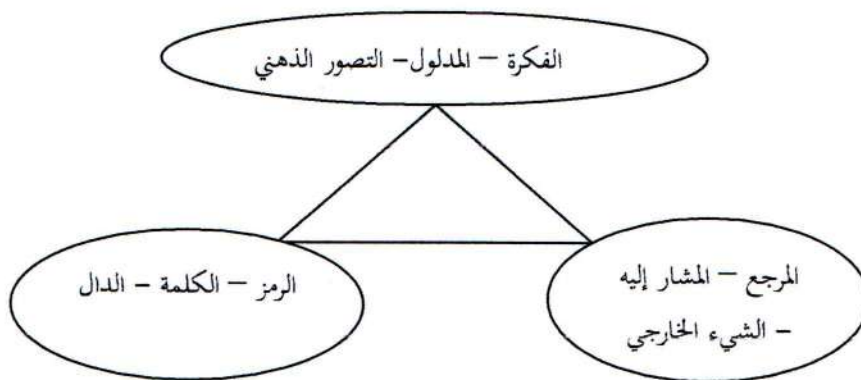 الفكرة – المدلول – التصور الذهني
المرجع – المشار إليه
– الشيء الخارجي
الرمز – الكلمة – الدال